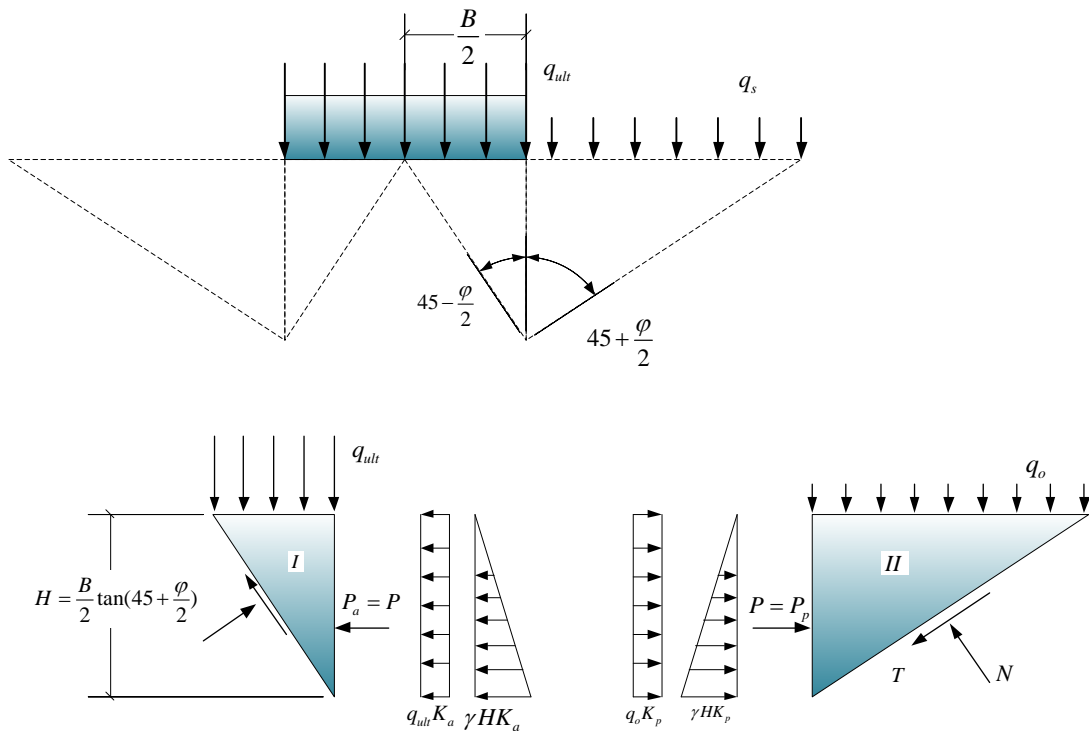 B/2
q_ult
q_s
45 − φ/2
45 + φ/2
q_ult
q_o
I
II
H = B/2 tan(45 + φ/2)
P_a = P
P = P_p
T
N
q_ult K_a
γHK_a
q_o K_p
γHK_p